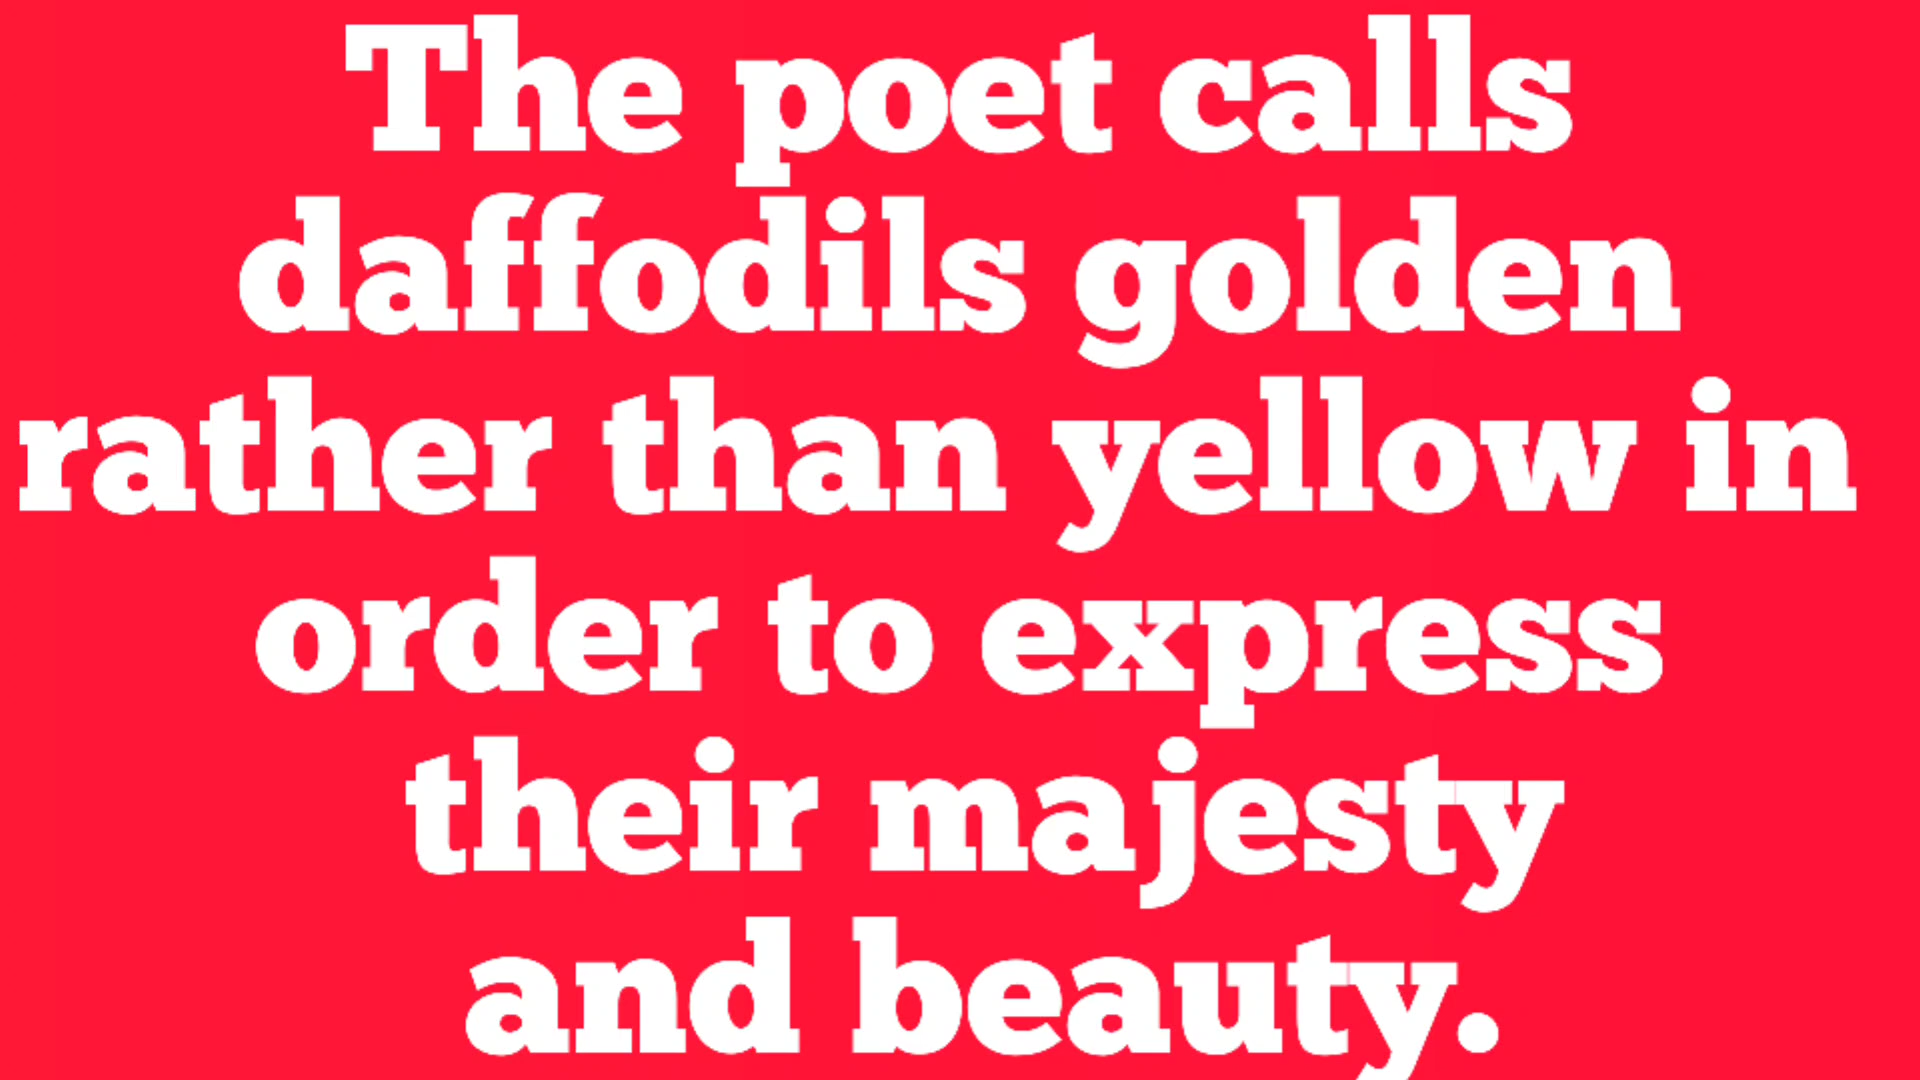 The poet calls
daffodils golden
rather than yellow in
order to express
their majesty
and beauty.